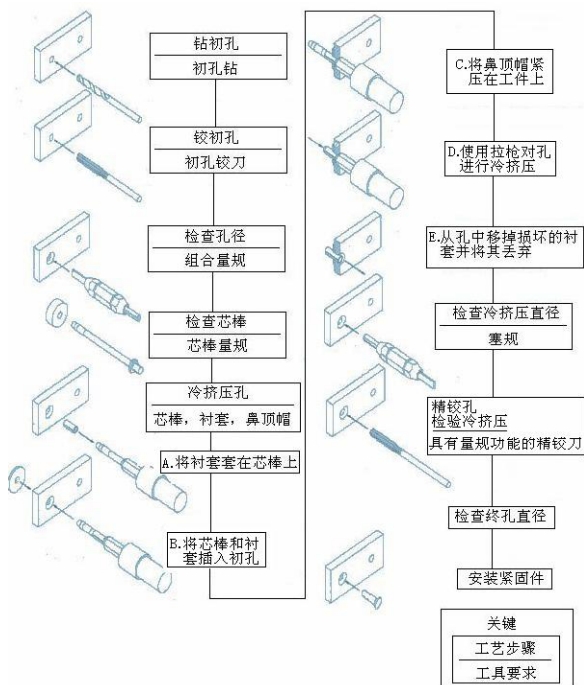 钻初孔
初孔钻
铰初孔
初孔铰刀
检查孔径
组合量规
检查芯棒
芯棒量规
冷挤压孔
芯棒，衬套，鼻顶帽
A.将衬套套在芯棒上
B.将芯棒和衬
套插入初孔
C.将鼻顶帽紧
压在工件上
D.使用拉枪对孔
进行冷挤压
E.从孔中移掉损坏的衬
套并将其丢弃
检查冷挤压直径
塞规
精铰孔
检验冷挤压
具有量规功能的精铰刀
检查终孔直径
安装紧固件
关键
工艺步骤
工具要求